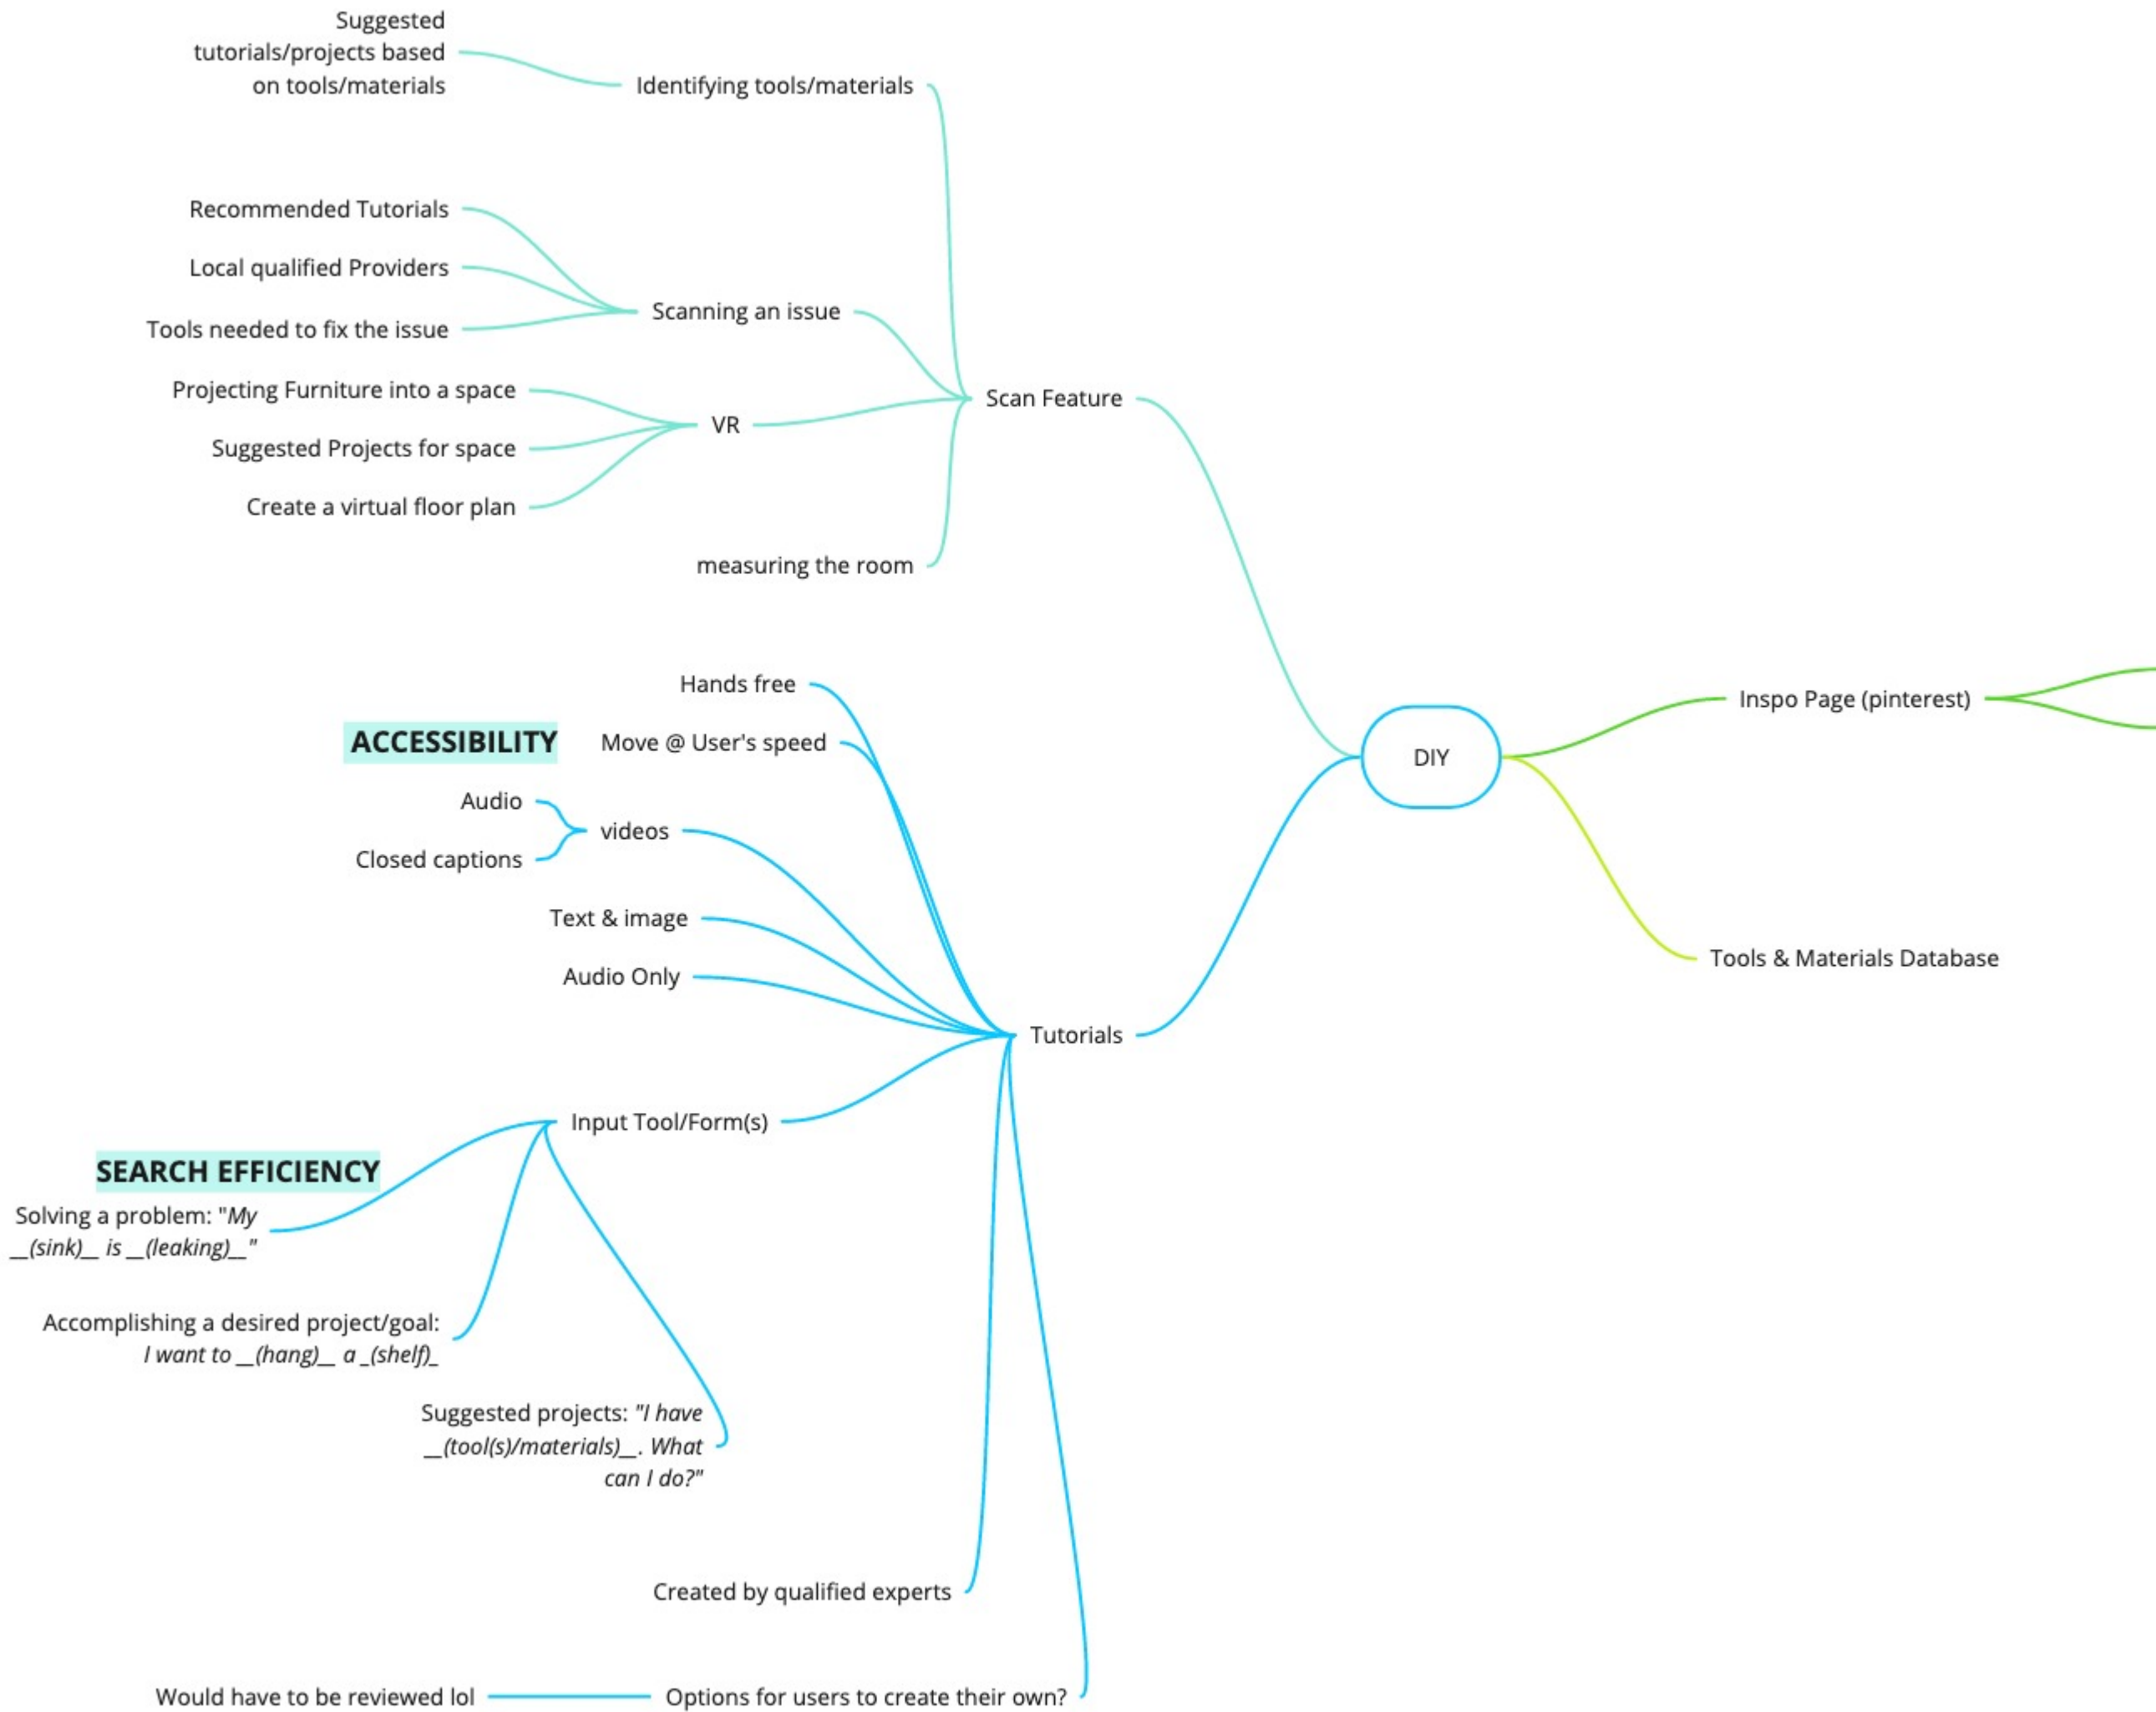 Suggested
tutorials/projects based
on tools/materials
Identifying tools/materials
Recommended Tutorials
Local qualified Providers
Tools needed to fix the issue
Scanning an issue
Projecting Furniture into a space
Suggested Projects for space
Create a virtual floor plan
VR
measuring the room
Scan Feature
Hands free
ACCESSIBILITY
Move @ User's speed
Audio
Closed captions
videos
Text & image
Audio Only
Tutorials
Input Tool/Form(s)
SEARCH EFFICIENCY
Solving a problem: "My
__(sink)__ is __(leaking)__"
Accomplishing a desired project/goal:
I want to __(hang)__ a _(shelf)_
Suggested projects: "I have
__(tool(s)/materials)__. What
can I do?"
Created by qualified experts
Would have to be reviewed lol
Options for users to create their own?
DIY
Inspo Page (pinterest)
Tools & Materials Database